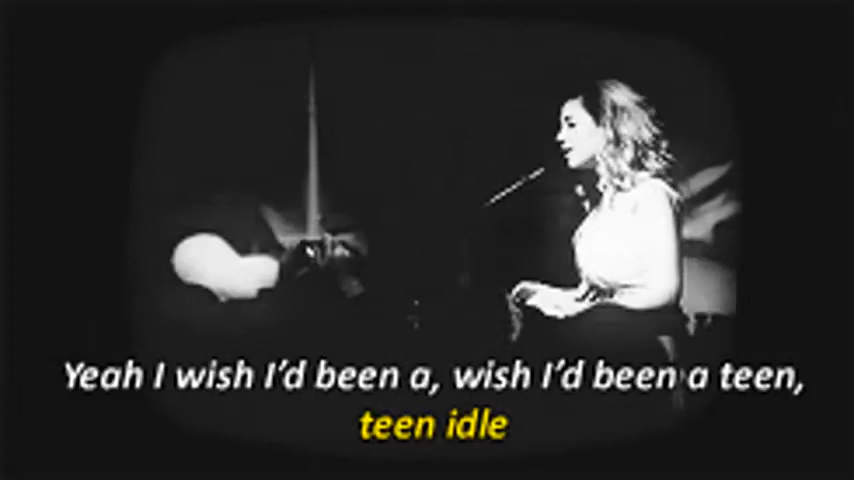 Yeah I wish I’d been a, wish I’d been a teen,
teen idle